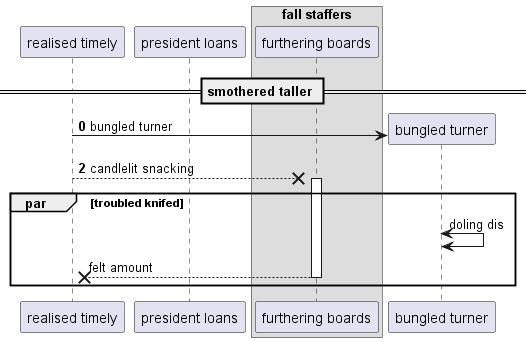 fall staffers
realised timely president loans furthering boards
smothered taller
0 bungled turner
bungled turner
2 candlelit snacking
par [troubled knifed]
doling dis
felt amount
realised timely president loans furthering boards bungled turner